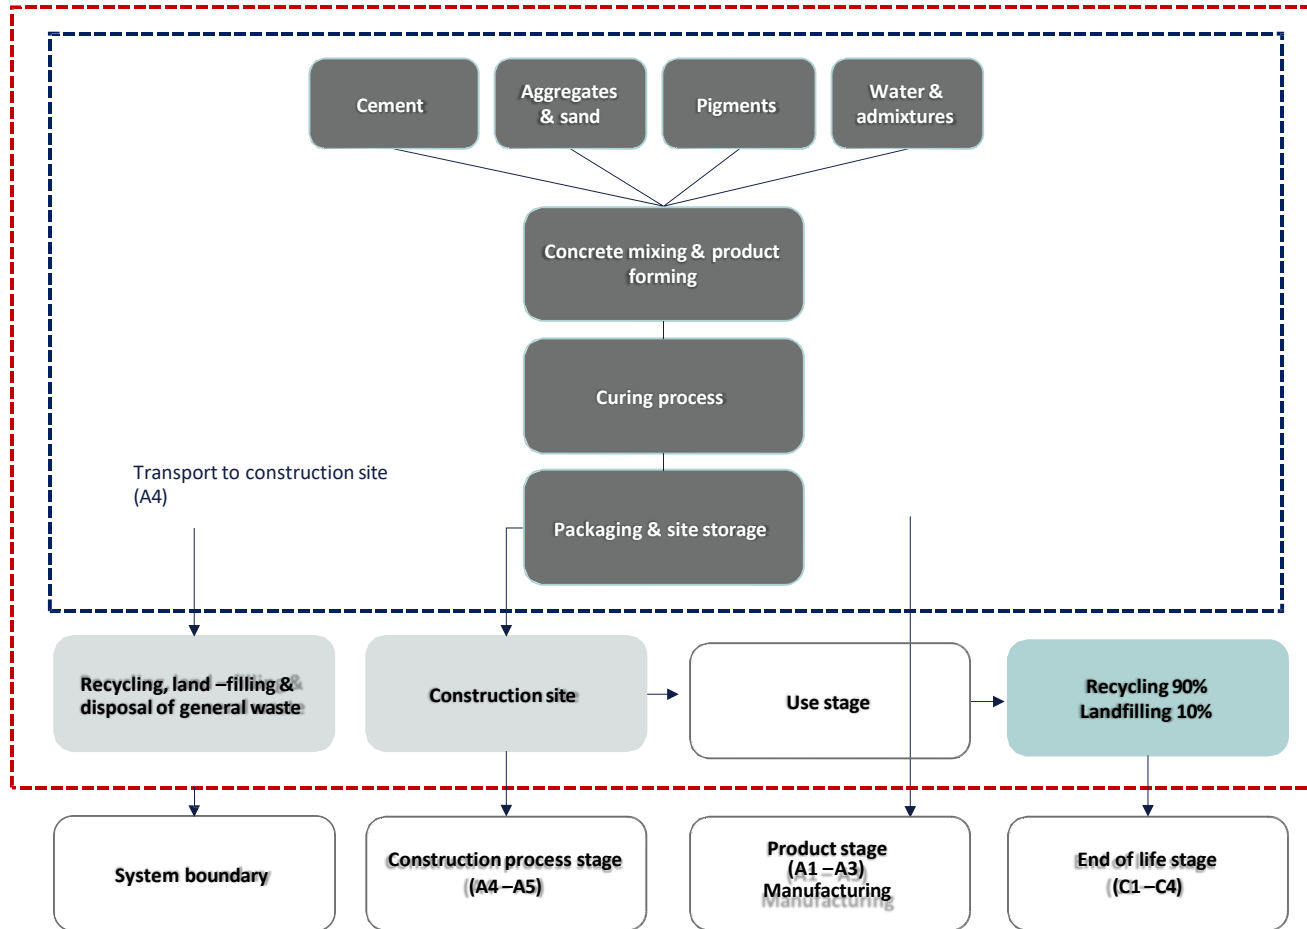 Cement
Aggregates
& sand
Pigments
Water &
admixtures
Concrete mixing & product
forming
Curing process
Transport to construction site
(A4)
Packaging & site storage
Recycling, land –filling &
disposal of general waste
Construction site
Use stage
Recycling 90%
Landfilling 10%
System boundary
Construction process stage
(A4 –A5)
Product stage
(A1 –A3)
Manufacturing
End of life stage
(C1 –C4)